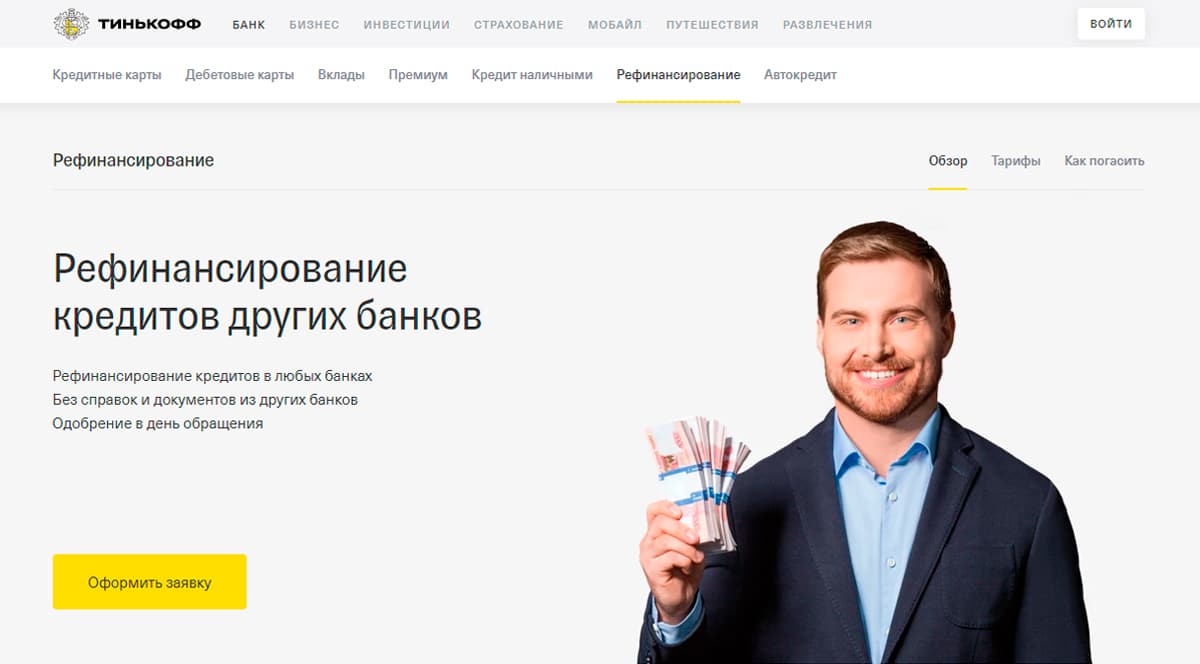 ТИНЬКОФФ БАНК БИЗНЕС ИНВЕСТИЦИИ СТРАХОВАНИЕ МОБАЙЛ ПУТЕШЕСТВИЯ РАЗВЛЕЧЕНИЯ ВОЙТИ
Кредитные карты Дебетовые карты Вклады Премиум Кредит наличными Рефинансирование Автокредит
Рефинансирование Обзор Тарифы Как погасить
Рефинансирование
кредитов других банков
Рефинансирование кредитов в любых банках
Без справок и документов из других банков
Одобрение в день обращения
Оформить заявку